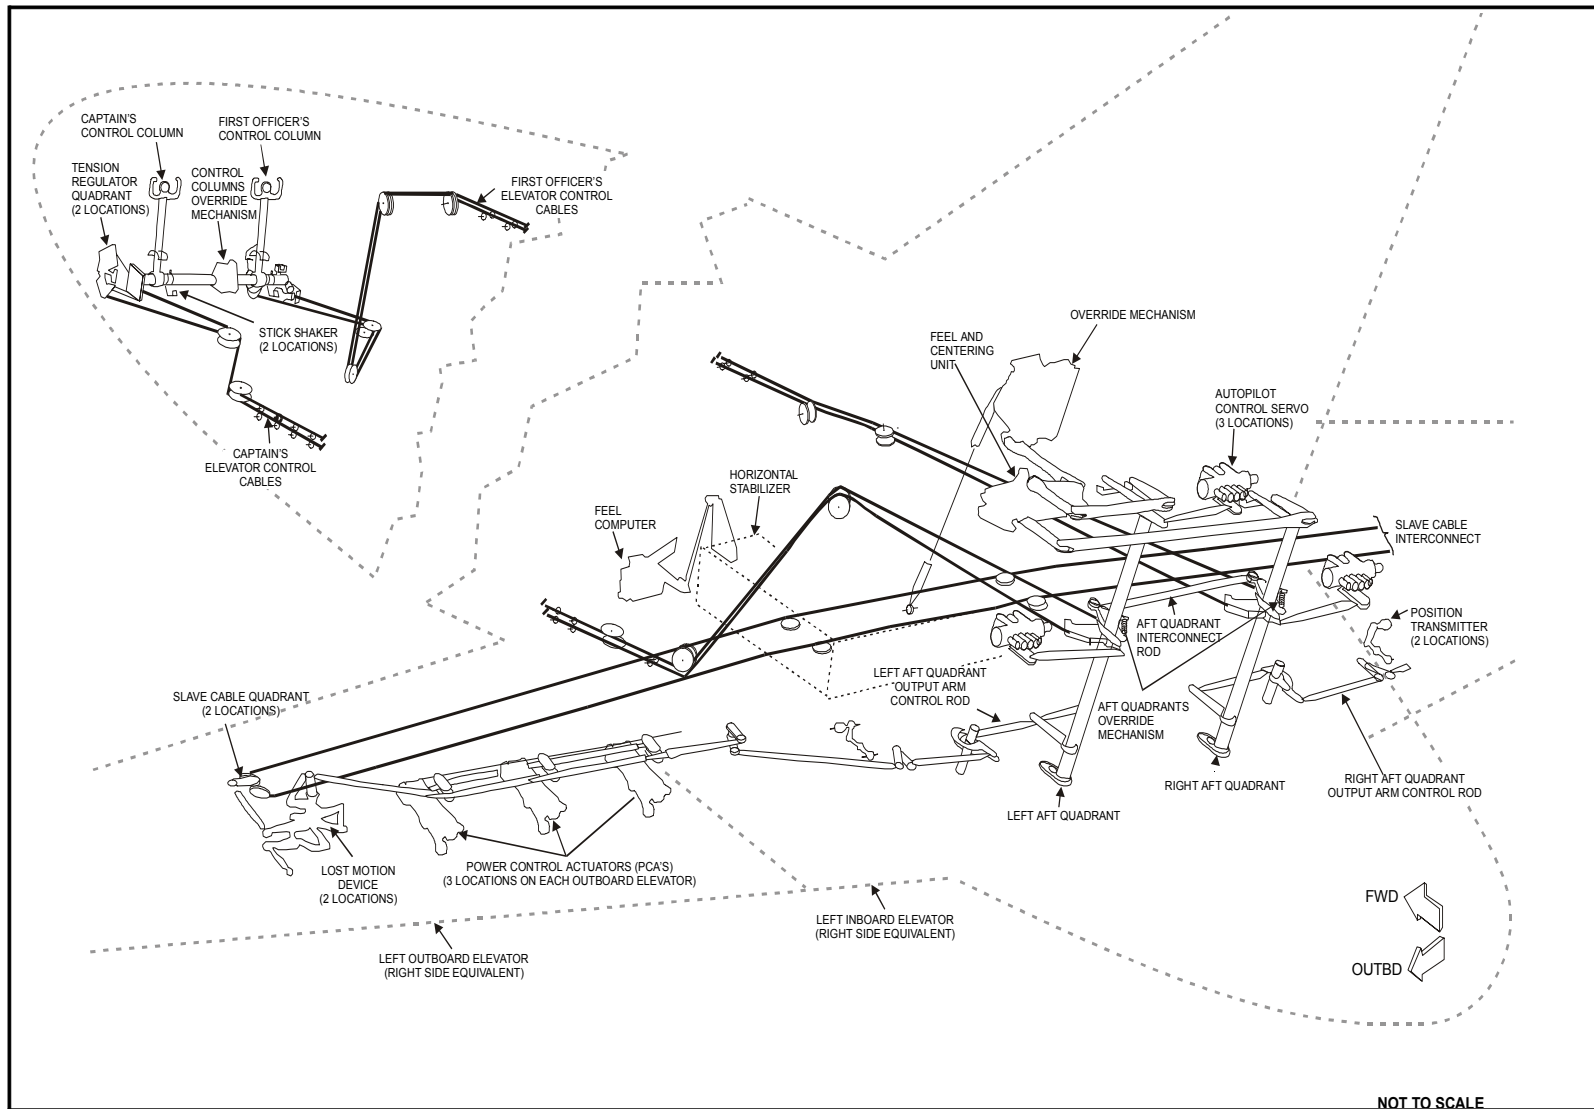 CAPTAIN'S
CONTROL COLUMN
FIRST OFFICER'S
CONTROL COLUMN
TENSION
REGULATOR
QUADRANT
(2 LOCATIONS)
CONTROL
COLUMNS
OVERRIDE
MECHANISM
FIRST OFFICER'S
ELEVATOR CONTROL
CABLES
STICK SHAKER
(2 LOCATIONS)
CAPTAIN'S
ELEVATOR CONTROL
CABLES
OVERRIDE MECHANISM
FEEL AND
CENTERING
UNIT
AUTOPILOT
CONTROL SERVO
(3 LOCATIONS)
HORIZONTAL
STABILIZER
FEEL
COMPUTER
SLAVE CABLE
INTERCONNECT
POSITION
TRANSMITTER
(2 LOCATIONS)
AFT QUADRANT
INTERCONNECT
ROD
LEFT AFT QUADRANT
OUTPUT ARM
CONTROL ROD
SLAVE CABLE QUADRANT
(2 LOCATIONS)
AFT QUADRANTS
OVERRIDE
MECHANISM
RIGHT AFT QUADRANT
RIGHT AFT QUADRANT
OUTPUT ARM CONTROL ROD
LEFT AFT QUADRANT
LOST MOTION
DEVICE
(2 LOCATIONS)
POWER CONTROL ACTUATORS (PCA'S)
(3 LOCATIONS ON EACH OUTBOARD ELEVATOR)
LEFT INBOARD ELEVATOR
(RIGHT SIDE EQUIVALENT)
LEFT OUTBOARD ELEVATOR
(RIGHT SIDE EQUIVALENT)
FWD
OUTBD
NOT TO SCALE